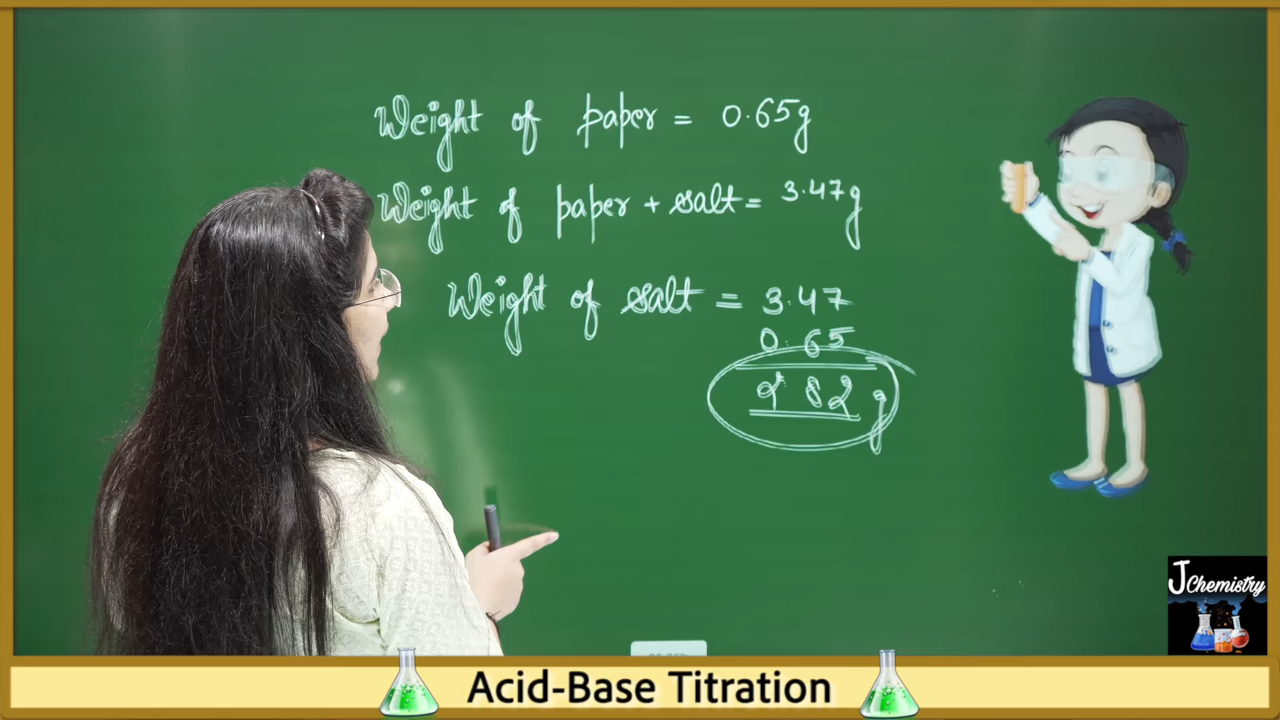 Weight of paper = 0.65g
Weight of paper + salt = 3.47g
Weight of salt = 3.47
0.65
2.82 g
J Chemistry
Acid-Base Titration